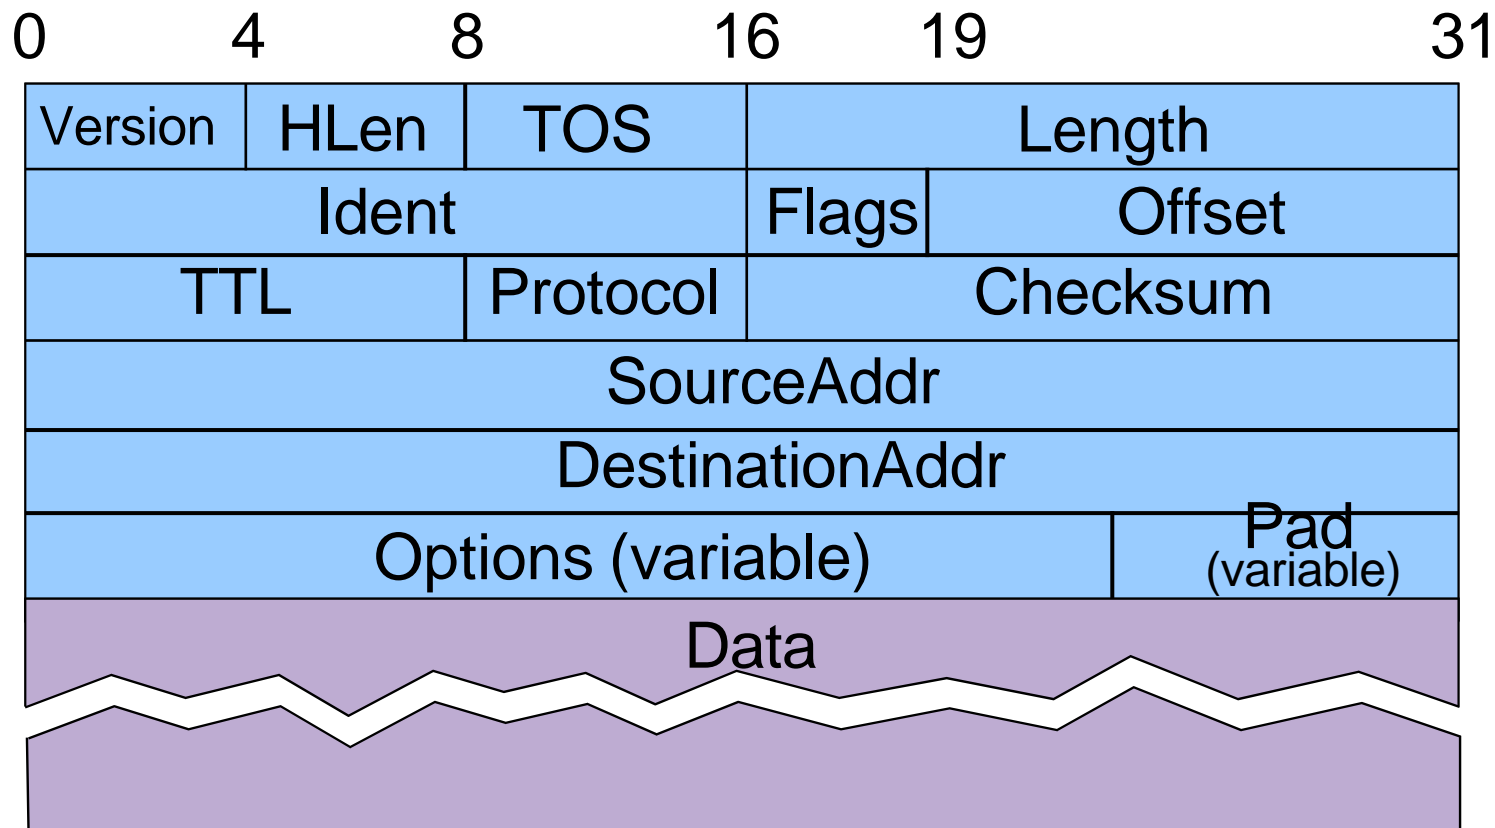 0 4 8 16 19 31
Version HLen TOS Length
Ident Flags Offset
TTL Protocol Checksum
SourceAddr
DestinationAddr
Options (variable) Pad
(variable)
Data